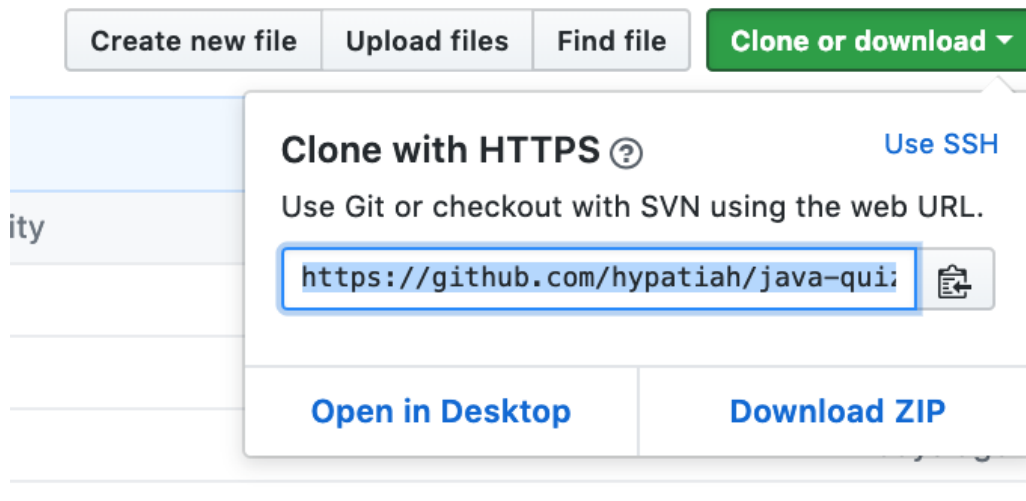 Create new file Upload files Find file Clone or download
Clone with HTTPS Use SSH
Use Git or checkout with SVN using the web URL.
ity
https://github.com/hypatiah/java-quiz
Open in Desktop Download ZIP